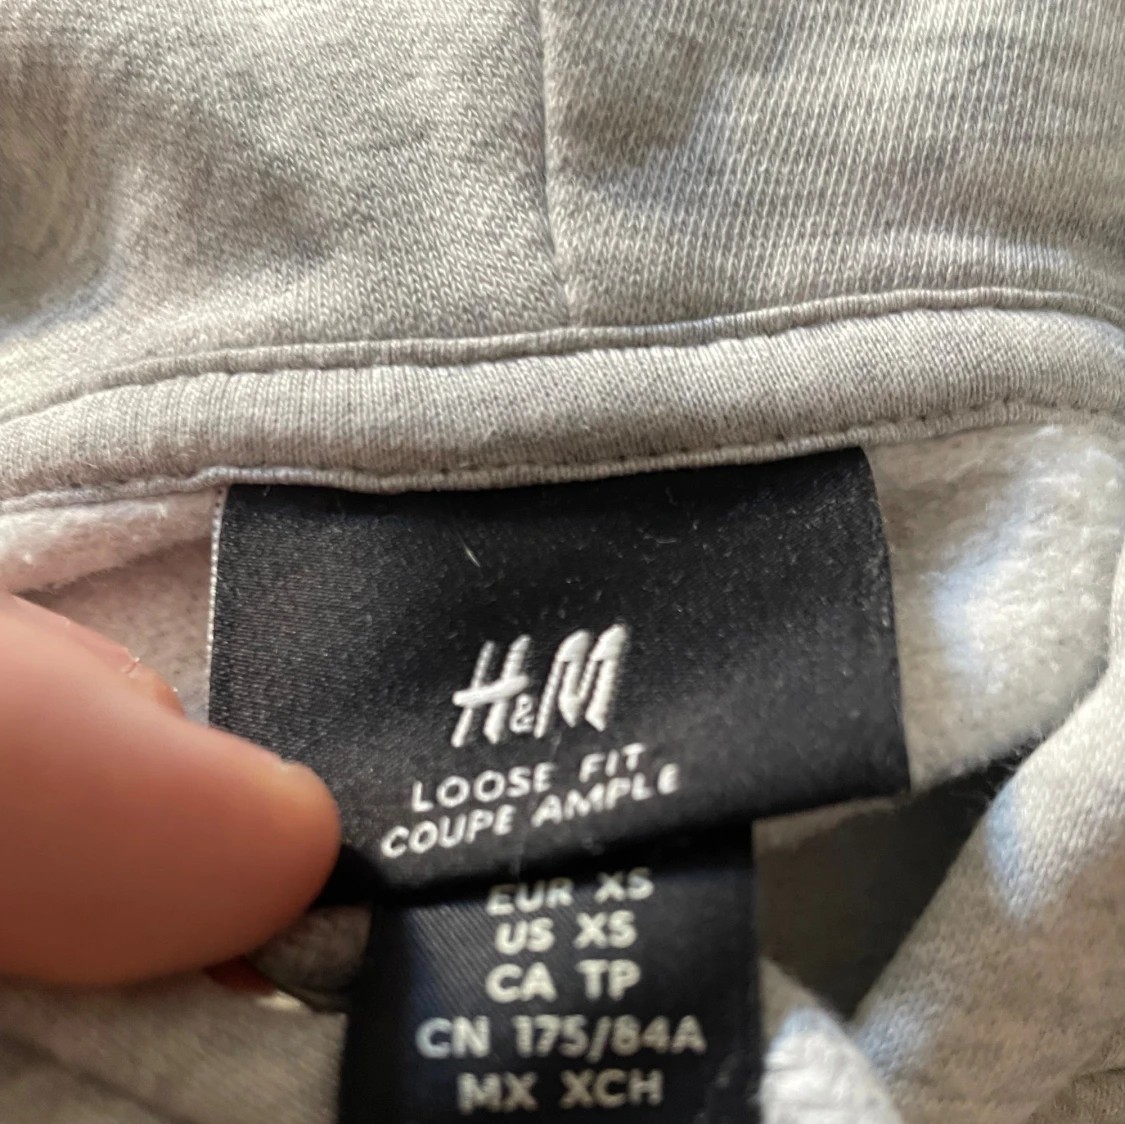 H&M
LOOSE FIT
COUPE AMPLE
EUR XS
US XS
CA TP
CN 175/84A
MX XCH